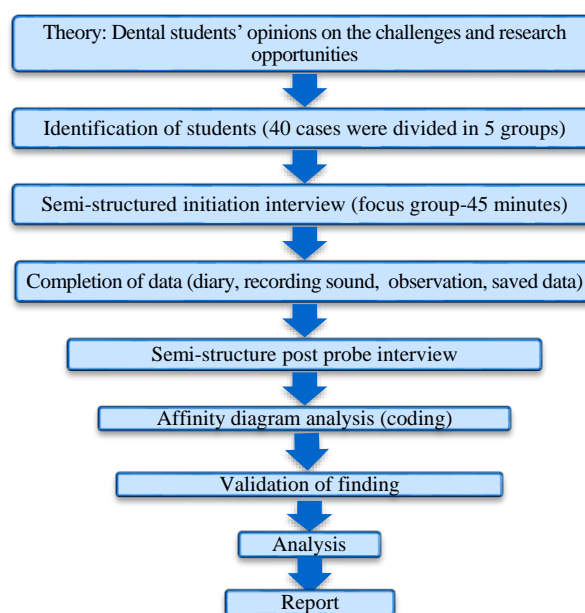 Theory: Dental students’ opinions on the challenges and research
opportunities
Identification of students (40 cases were divided in 5 groups)
Semi-structured initiation interview (focus group-45 minutes)
Completion of data (diary, recording sound, observation, saved data)
Semi-structure post probe interview
Affinity diagram analysis (coding)
Validation of finding
Analysis
Report